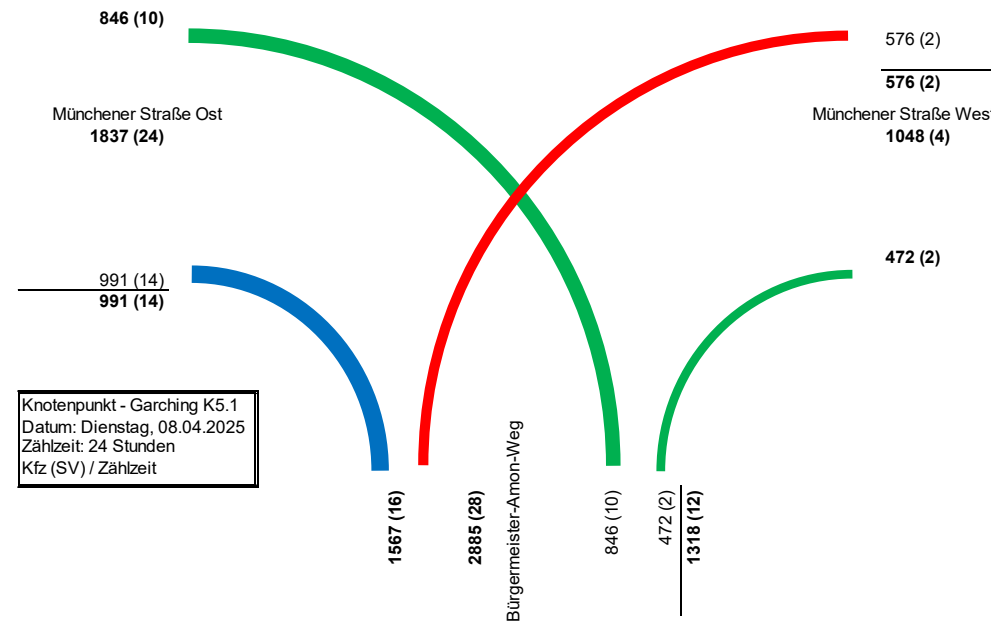 846 (10)
576 (2)
576 (2)
Münchener Straße Ost
1837 (24)
Münchener Straße West
1048 (4)
472 (2)
991 (14)
991 (14)
Knotenpunkt - Garching K5.1
Datum: Dienstag, 08.04.2025
Zählzeit: 24 Stunden
Kfz (SV) / Zählzeit
1567 (16)
2885 (28)
Bürgermeister-Amon-Weg
846 (10)
472 (2)
1318 (12)